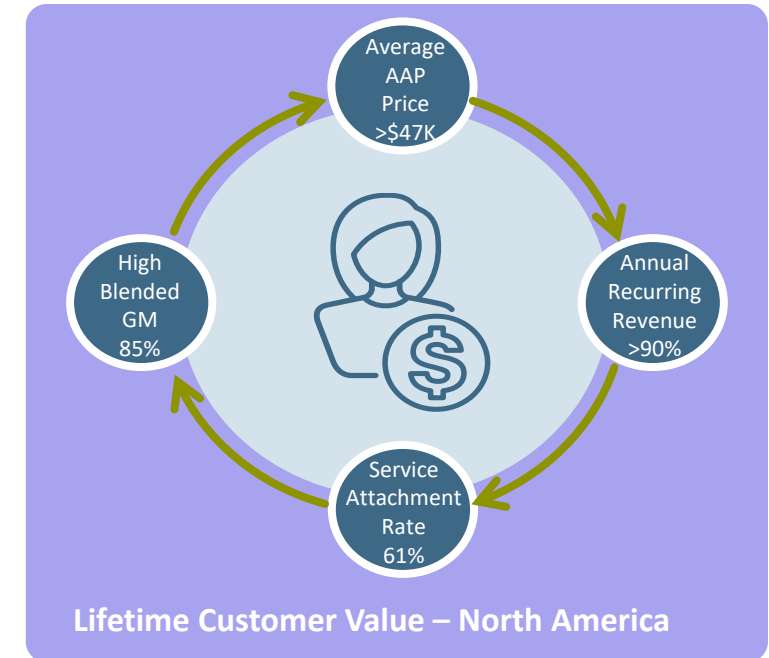 Average
AAP
Price
>$47K
Annual
Recurring
Revenue
>90%
Service
Attachment
Rate
61%
High
Blended
GM
85%
$
Lifetime Customer Value – North America